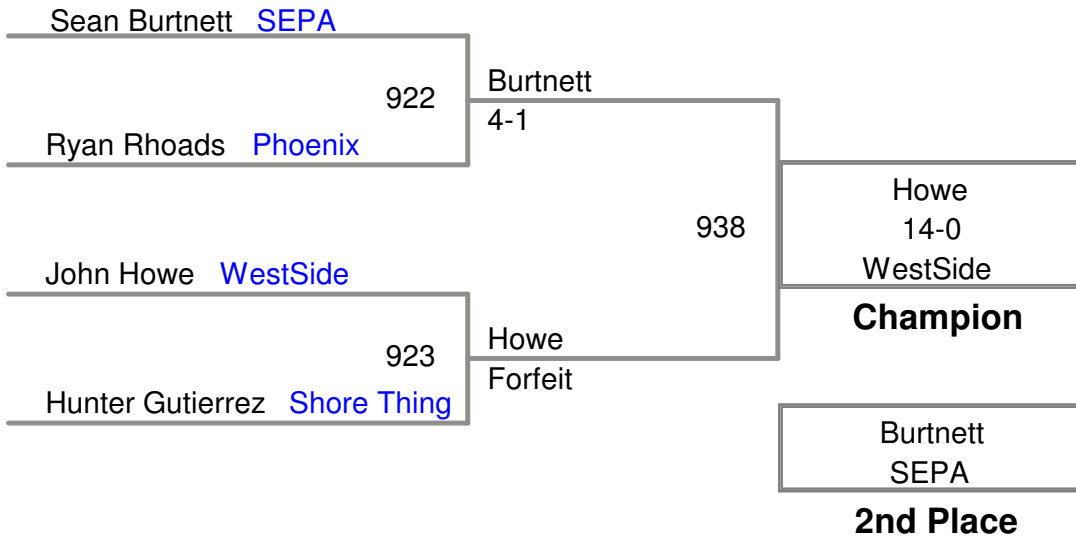 Sean Burtnett SEPA
922
Burtnett
4-1
Ryan Rhoads Phoenix
938
Howe
14-0
WestSide
Champion
John Howe WestSide
923
Howe
Forfeit
Hunter Gutierrez Shore Thing
Burtnett
SEPA
2nd Place